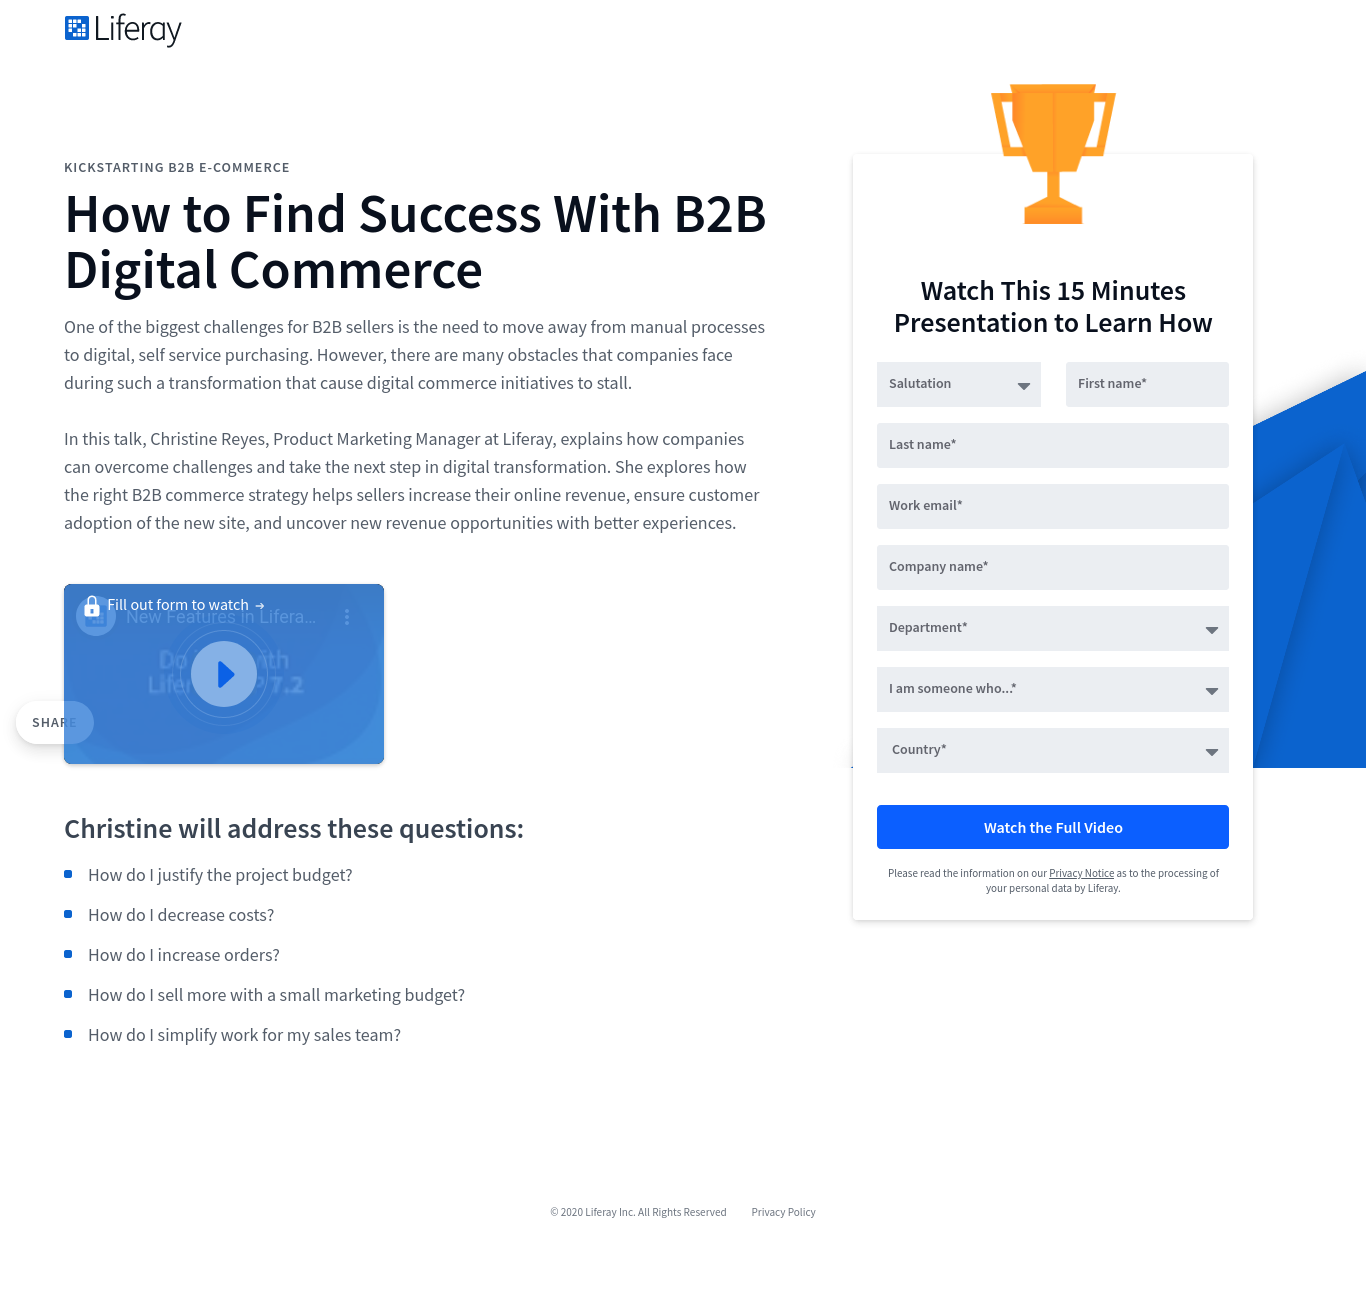 Liferay
KICKSTARTING B2B E-COMMERCE
How to Find Success With B2B
Digital Commerce
One of the biggest challenges for B2B sellers is the need to move away from manual processes
to digital, self service purchasing. However, there are many obstacles that companies face
during such a transformation that cause digital commerce initiatives to stall.
In this talk, Christine Reyes, Product Marketing Manager at Liferay, explains how companies
can overcome challenges and take the next step in digital transformation. She explores how
the right B2B commerce strategy helps sellers increase their online revenue, ensure customer
adoption of the new site, and uncover new revenue opportunities with better experiences.
Fill out form to watch →
New Features in Lifera...
7.2
SHARE
Christine will address these questions:
How do I justify the project budget?
How do I decrease costs?
How do I increase orders?
How do I sell more with a small marketing budget?
How do I simplify work for my sales team?
Watch This 15 Minutes
Presentation to Learn How
Salutation
First name*
Last name*
Work email*
Company name*
Department*
I am someone who...*
Country*
Watch the Full Video
Please read the information on our Privacy Notice as to the processing of
your personal data by Liferay.
© 2020 Liferay Inc. All Rights Reserved Privacy Policy